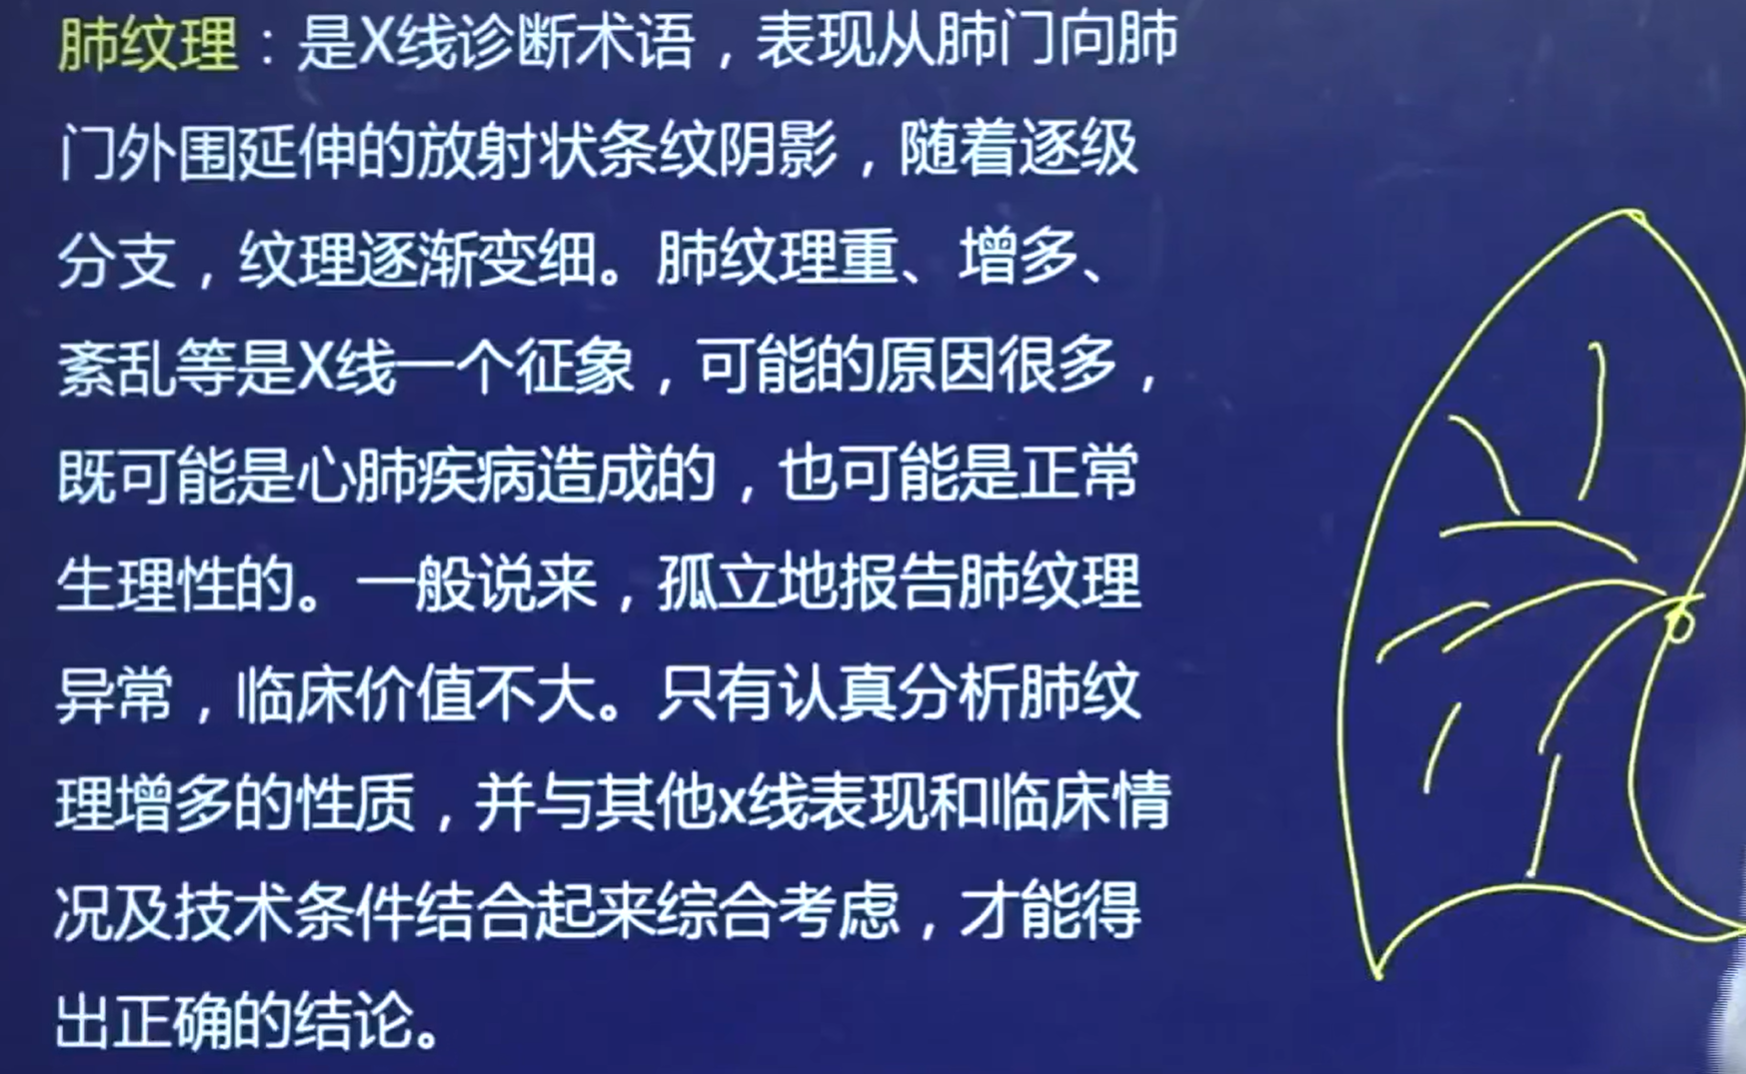 肺纹理：是X线诊断术语，表现从肺门向肺
门外围延伸的放射状条纹阴影，随着逐级
分支，纹理逐渐变细。肺纹理重、增多、
紊乱等是X线一个征象，可能的原因很多，
既可能是心肺疾病造成的，也可能是正常
生理性的。一般说来，孤立地报告肺纹理
异常，临床价值不大。只有认真分析肺纹
理增多的性质，并与其他x线表现和临床情
况及技术条件结合起来综合考虑，才能得
出正确的结论。